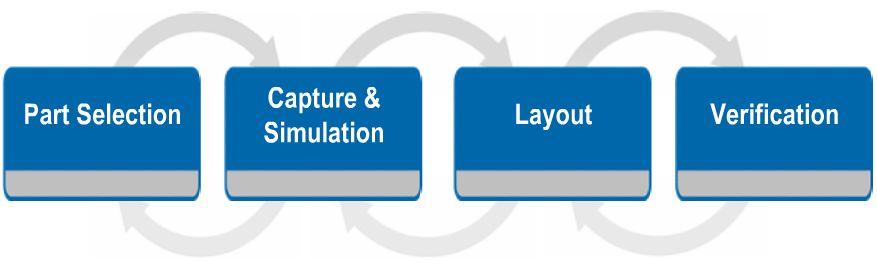 Part Selection
Capture &
Simulation
Layout
Verification